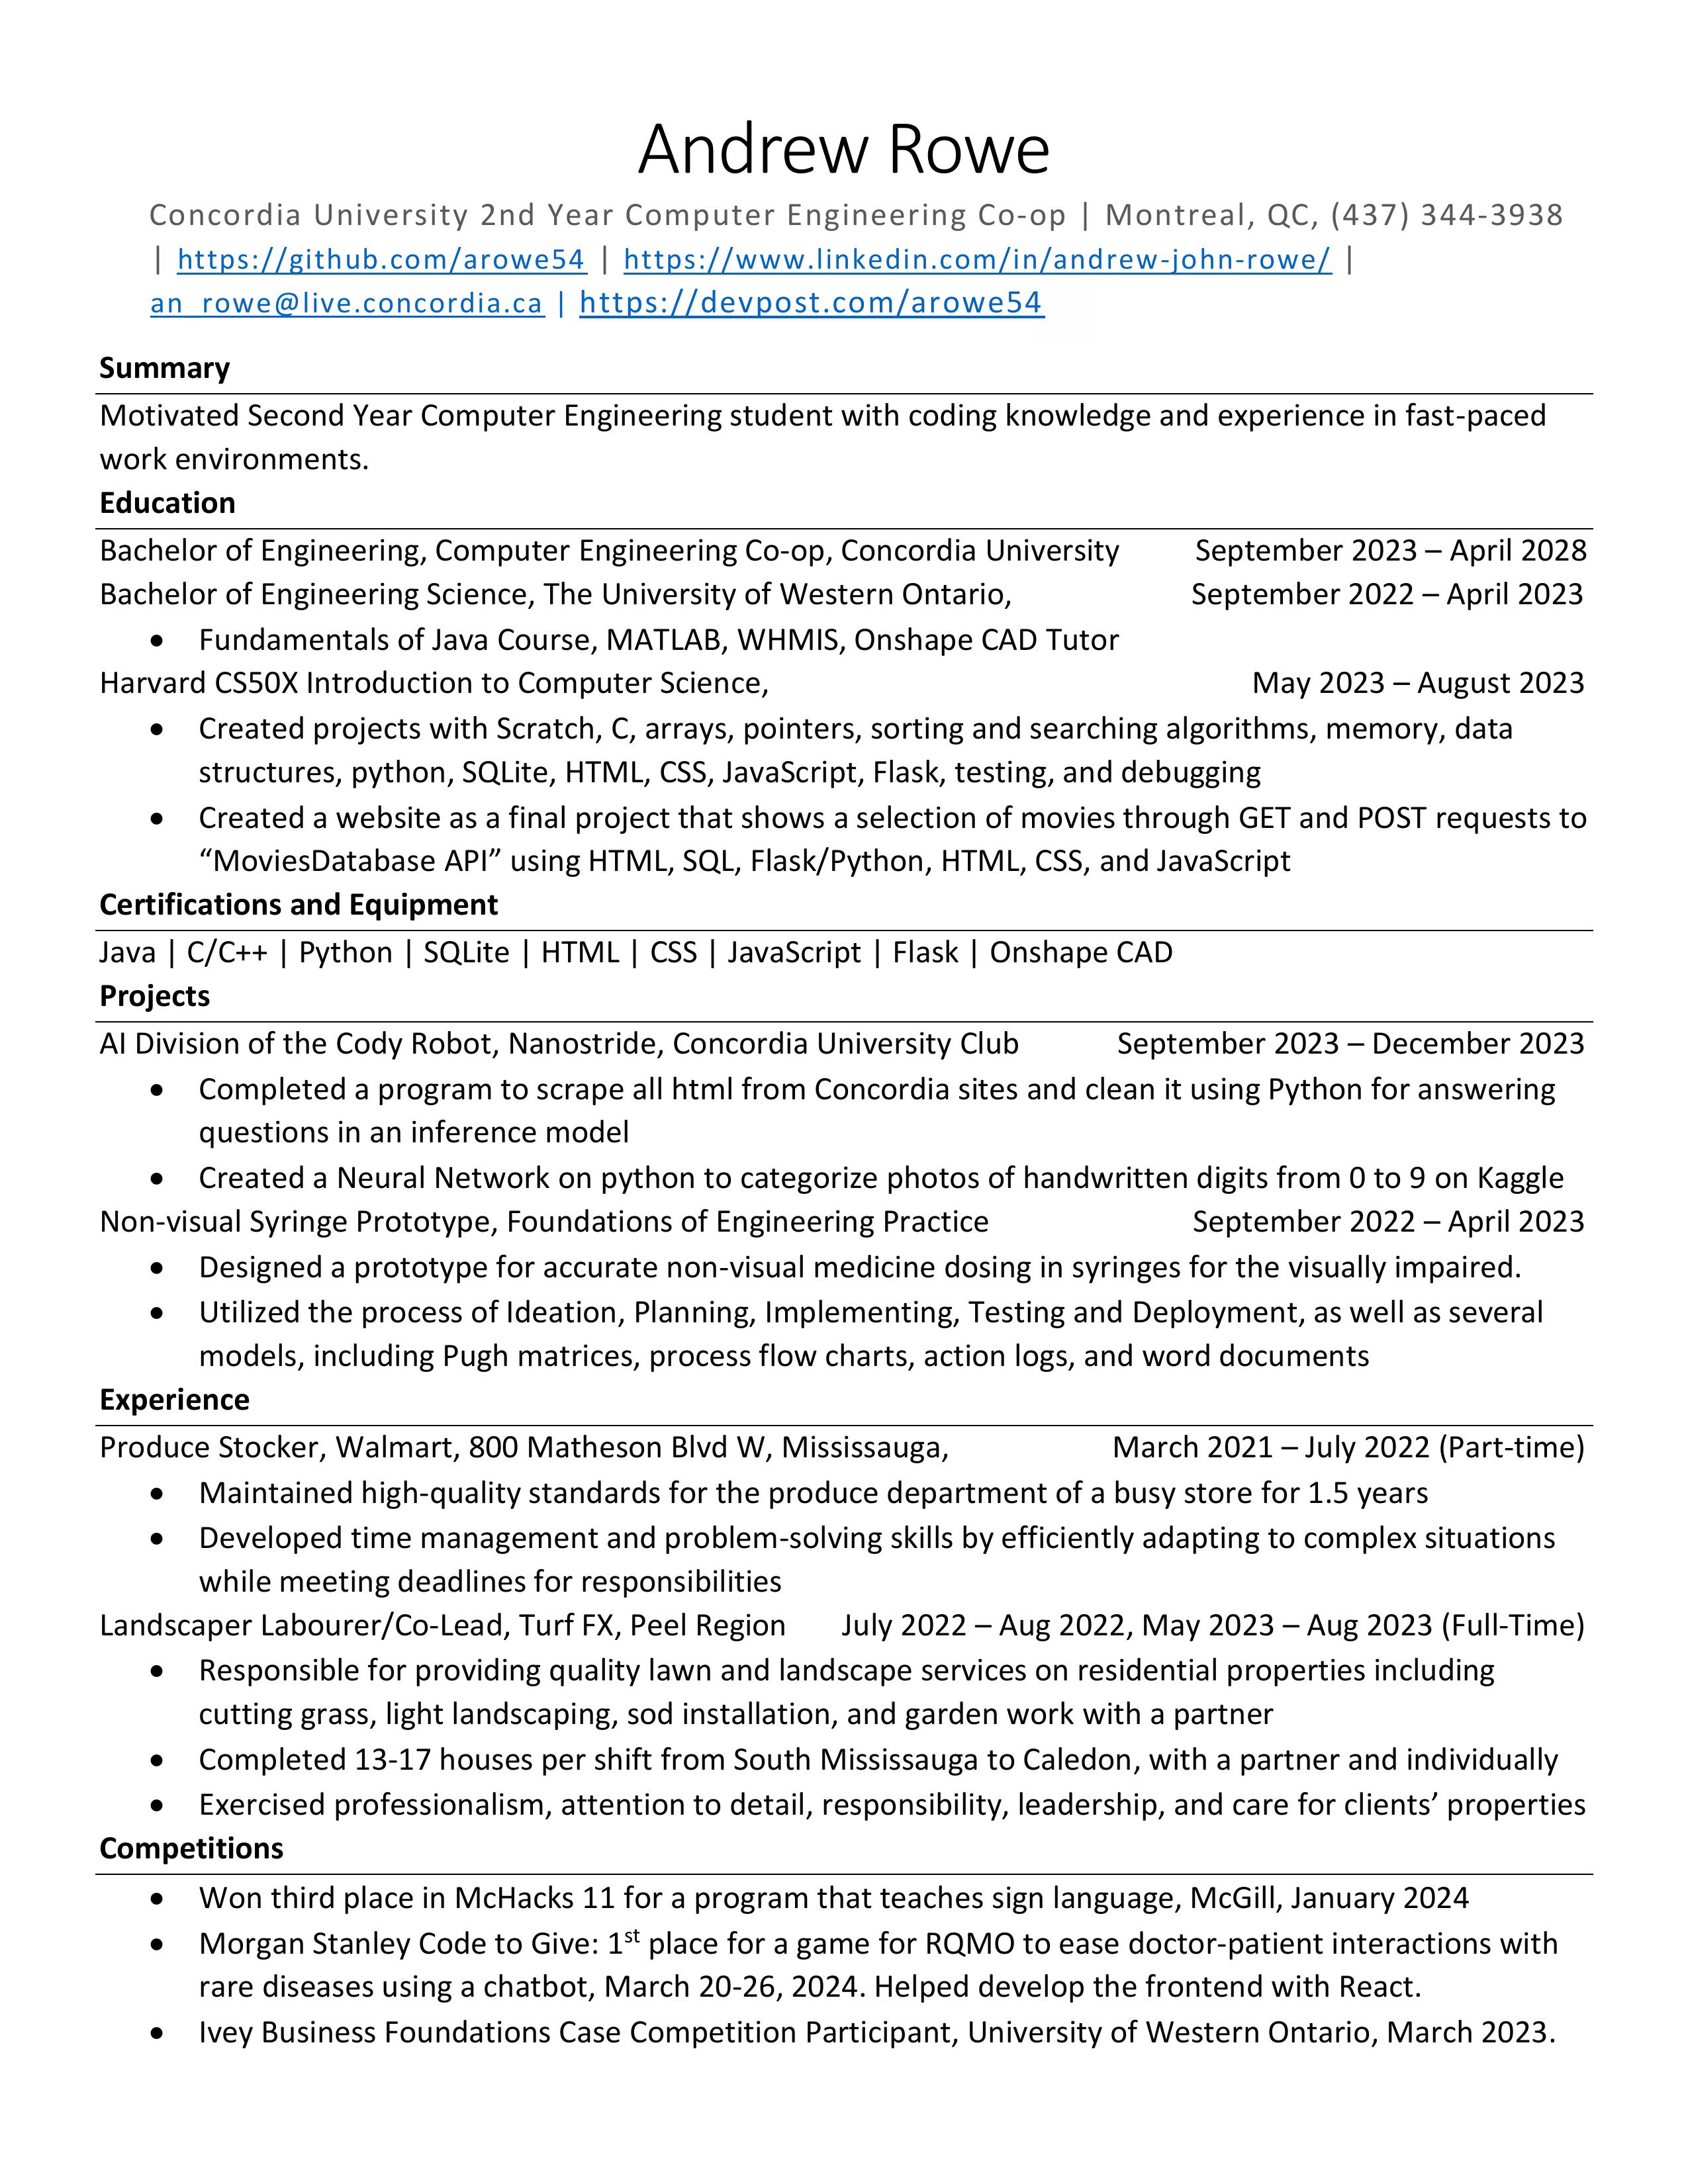 Andrew Rowe
Concordia University 2nd Year Computer Engineering Co-op | Montreal, QC, (437) 344-3938
| https://github.com/arowe54 | https://www.linkedin.com/in/andrew-john-rowe/ |
an_rowe@live.concordia.ca | https://devpost.com/arowe54
Summary
Motivated Second Year Computer Engineering student with coding knowledge and experience in fast-paced
work environments.
Education
Bachelor of Engineering, Computer Engineering Co-op, Concordia University September 2023 – April 2028
Bachelor of Engineering Science, The University of Western Ontario, September 2022 – April 2023
• Fundamentals of Java Course, MATLAB, WHMIS, Onshape CAD Tutor
Harvard CS50X Introduction to Computer Science, May 2023 – August 2023
• Created projects with Scratch, C, arrays, pointers, sorting and searching algorithms, memory, data
structures, python, SQLite, HTML, CSS, JavaScript, Flask, testing, and debugging
• Created a website as a final project that shows a selection of movies through GET and POST requests to
“MoviesDatabase API” using HTML, SQL, Flask/Python, HTML, CSS, and JavaScript
Certifications and Equipment
Java | C/C++ | Python | SQLite | HTML | CSS | JavaScript | Flask | Onshape CAD
Projects
AI Division of the Cody Robot, Nanostride, Concordia University Club September 2023 – December 2023
• Completed a program to scrape all html from Concordia sites and clean it using Python for answering
questions in an inference model
• Created a Neural Network on python to categorize photos of handwritten digits from 0 to 9 on Kaggle
Non-visual Syringe Prototype, Foundations of Engineering Practice September 2022 – April 2023
• Designed a prototype for accurate non-visual medicine dosing in syringes for the visually impaired.
• Utilized the process of Ideation, Planning, Implementing, Testing and Deployment, as well as several
models, including Pugh matrices, process flow charts, action logs, and word documents
Experience
Produce Stocker, Walmart, 800 Matheson Blvd W, Mississauga, March 2021 – July 2022 (Part-time)
• Maintained high-quality standards for the produce department of a busy store for 1.5 years
• Developed time management and problem-solving skills by efficiently adapting to complex situations
while meeting deadlines for responsibilities
Landscaper Labourer/Co-Lead, Turf FX, Peel Region July 2022 – Aug 2022, May 2023 – Aug 2023 (Full-Time)
• Responsible for providing quality lawn and landscape services on residential properties including
cutting grass, light landscaping, sod installation, and garden work with a partner
• Completed 13-17 houses per shift from South Mississauga to Caledon, with a partner and individually
• Exercised professionalism, attention to detail, responsibility, leadership, and care for clients’ properties
Competitions
• Won third place in McHacks 11 for a program that teaches sign language, McGill, January 2024
• Morgan Stanley Code to Give: 1st place for a game for RQMO to ease doctor-patient interactions with
rare diseases using a chatbot, March 20-26, 2024. Helped develop the frontend with React.
• Ivey Business Foundations Case Competition Participant, University of Western Ontario, March 2023.